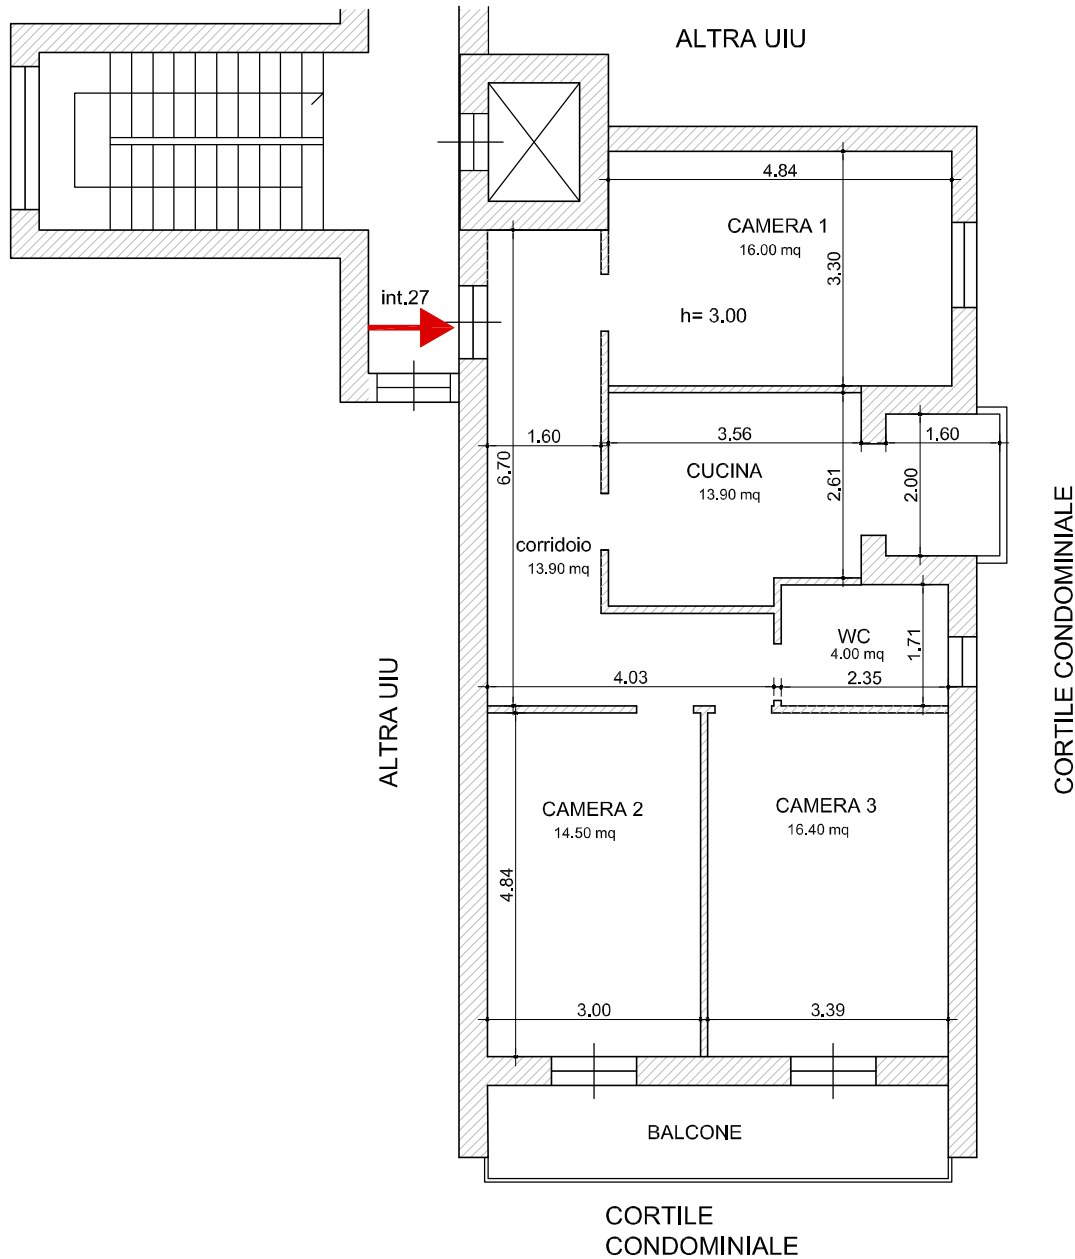 ALTRA UIU
4.84
CAMERA 1
16.00 mq
3.30
int.27
h= 3.00
1.60
3.56
1.60
6.70
CUCINA
13.90 mq
2.61
2.00
CORTILE CONDOMINIALE
corridoio
13.90 mq
WC
4.00 mq
1.71
4.03
2.35
ALTRA UIU
CAMERA 2
14.50 mq
CAMERA 3
16.40 mq
4.84
3.00
3.39
BALCONE
CORTILE
CONDOMINIALE